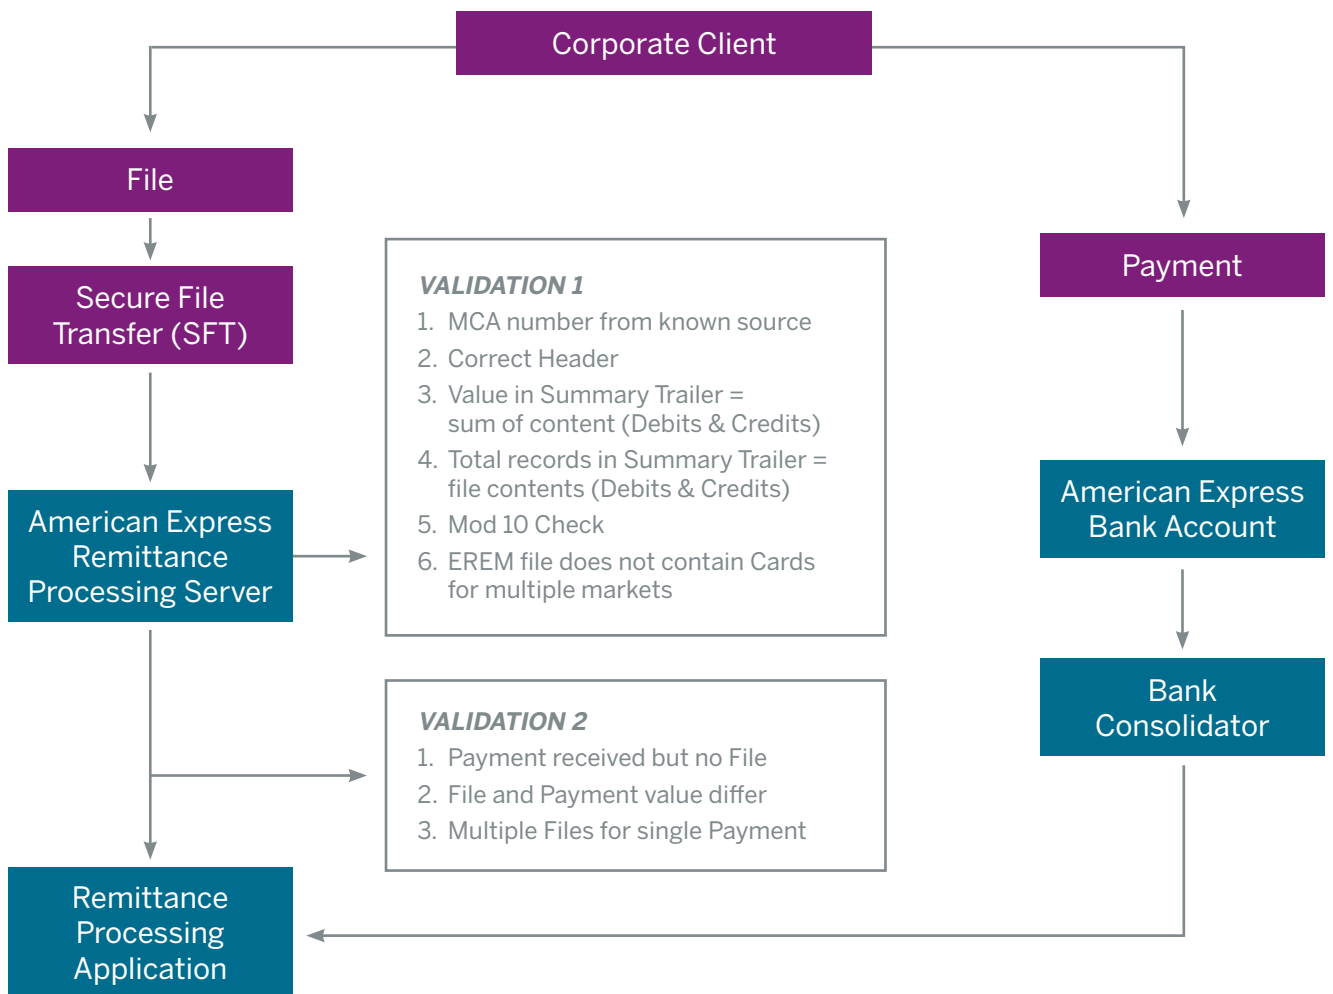 Corporate Client
File
Secure File
Transfer (SFT)
American Express
Remittance
Processing Server
VALIDATION 1
1. MCA number from known source
2. Correct Header
3. Value in Summary Trailer =
sum of content (Debits & Credits)
4. Total records in Summary Trailer =
file contents (Debits & Credits)
5. Mod 10 Check
6. EREM file does not contain Cards
for multiple markets
VALIDATION 2
1. Payment received but no File
2. File and Payment value differ
3. Multiple Files for single Payment
Payment
American Express
Bank Account
Bank
Consolidator
Remittance
Processing
Application